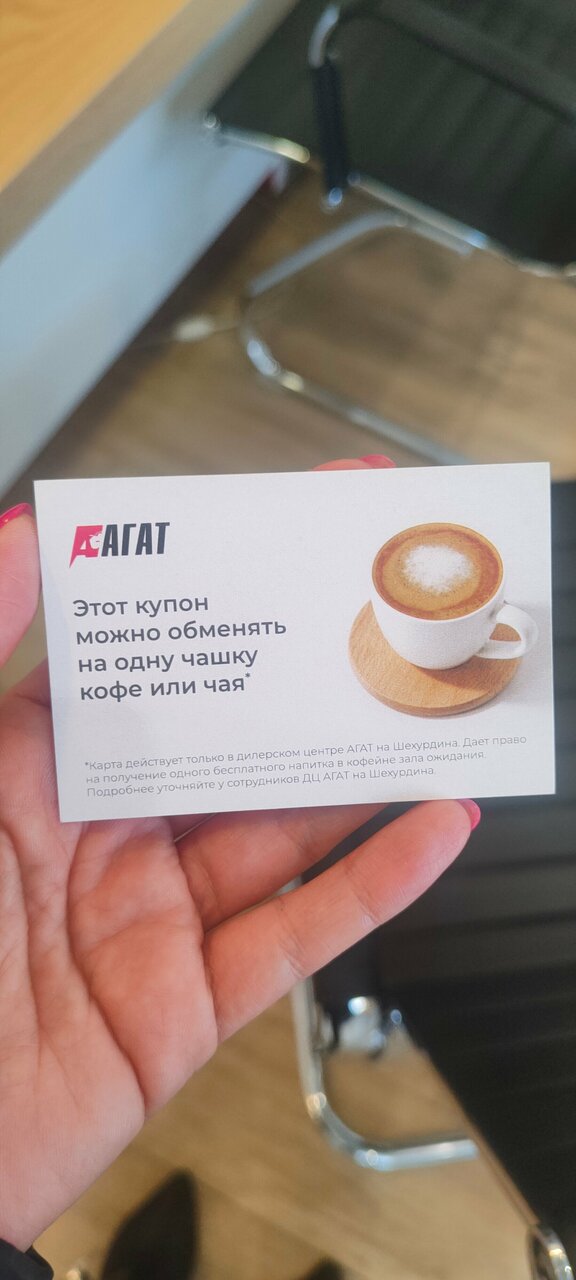 АГАТ
Этот купон
можно обменять
на одну чашку
кофе или чая*
*Карта действует только в дилерском центре АГАТ на Шехурдина. Дает право
на получение одного бесплатного напитка в кофейне зала ожидания.
Подробнее уточняйте у сотрудников ДЦ АГАТ на Шехурдина.